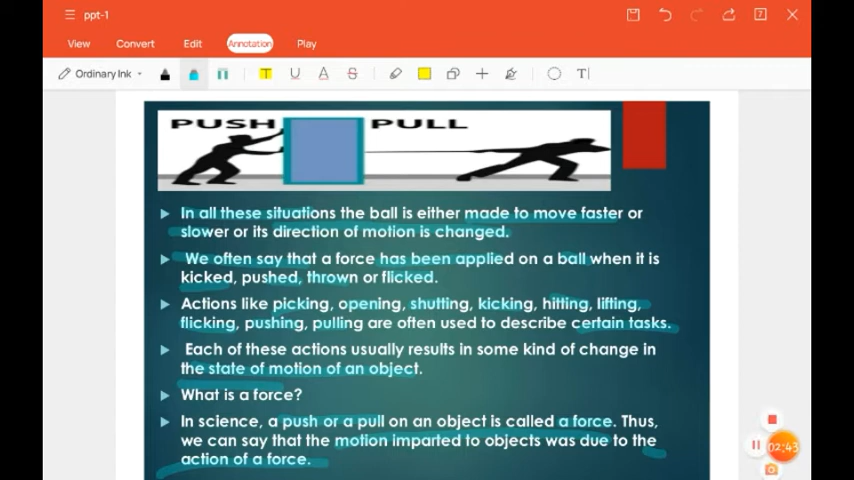 ppt-1
7
View Convert Edit Annotation Play
Ordinary Ink
T
U A S T
PUSH PULL
In all these situations the ball is either made to move faster or
slower or its direction of motion is changed.
We often say that a force has been applied on a ball when it is
kicked, pushed, thrown or flicked.
Actions like picking, opening, shutting, kicking, hitting, lifting,
flicking, pushing, pulling are often used to describe certain tasks.
Each of these actions usually results in some kind of change in
the state of motion of an object.
What is a force?
In science, a push or a pull on an object is called a force. Thus,
we can say that the motion imparted to objects was due to the
action of a force.
02:43